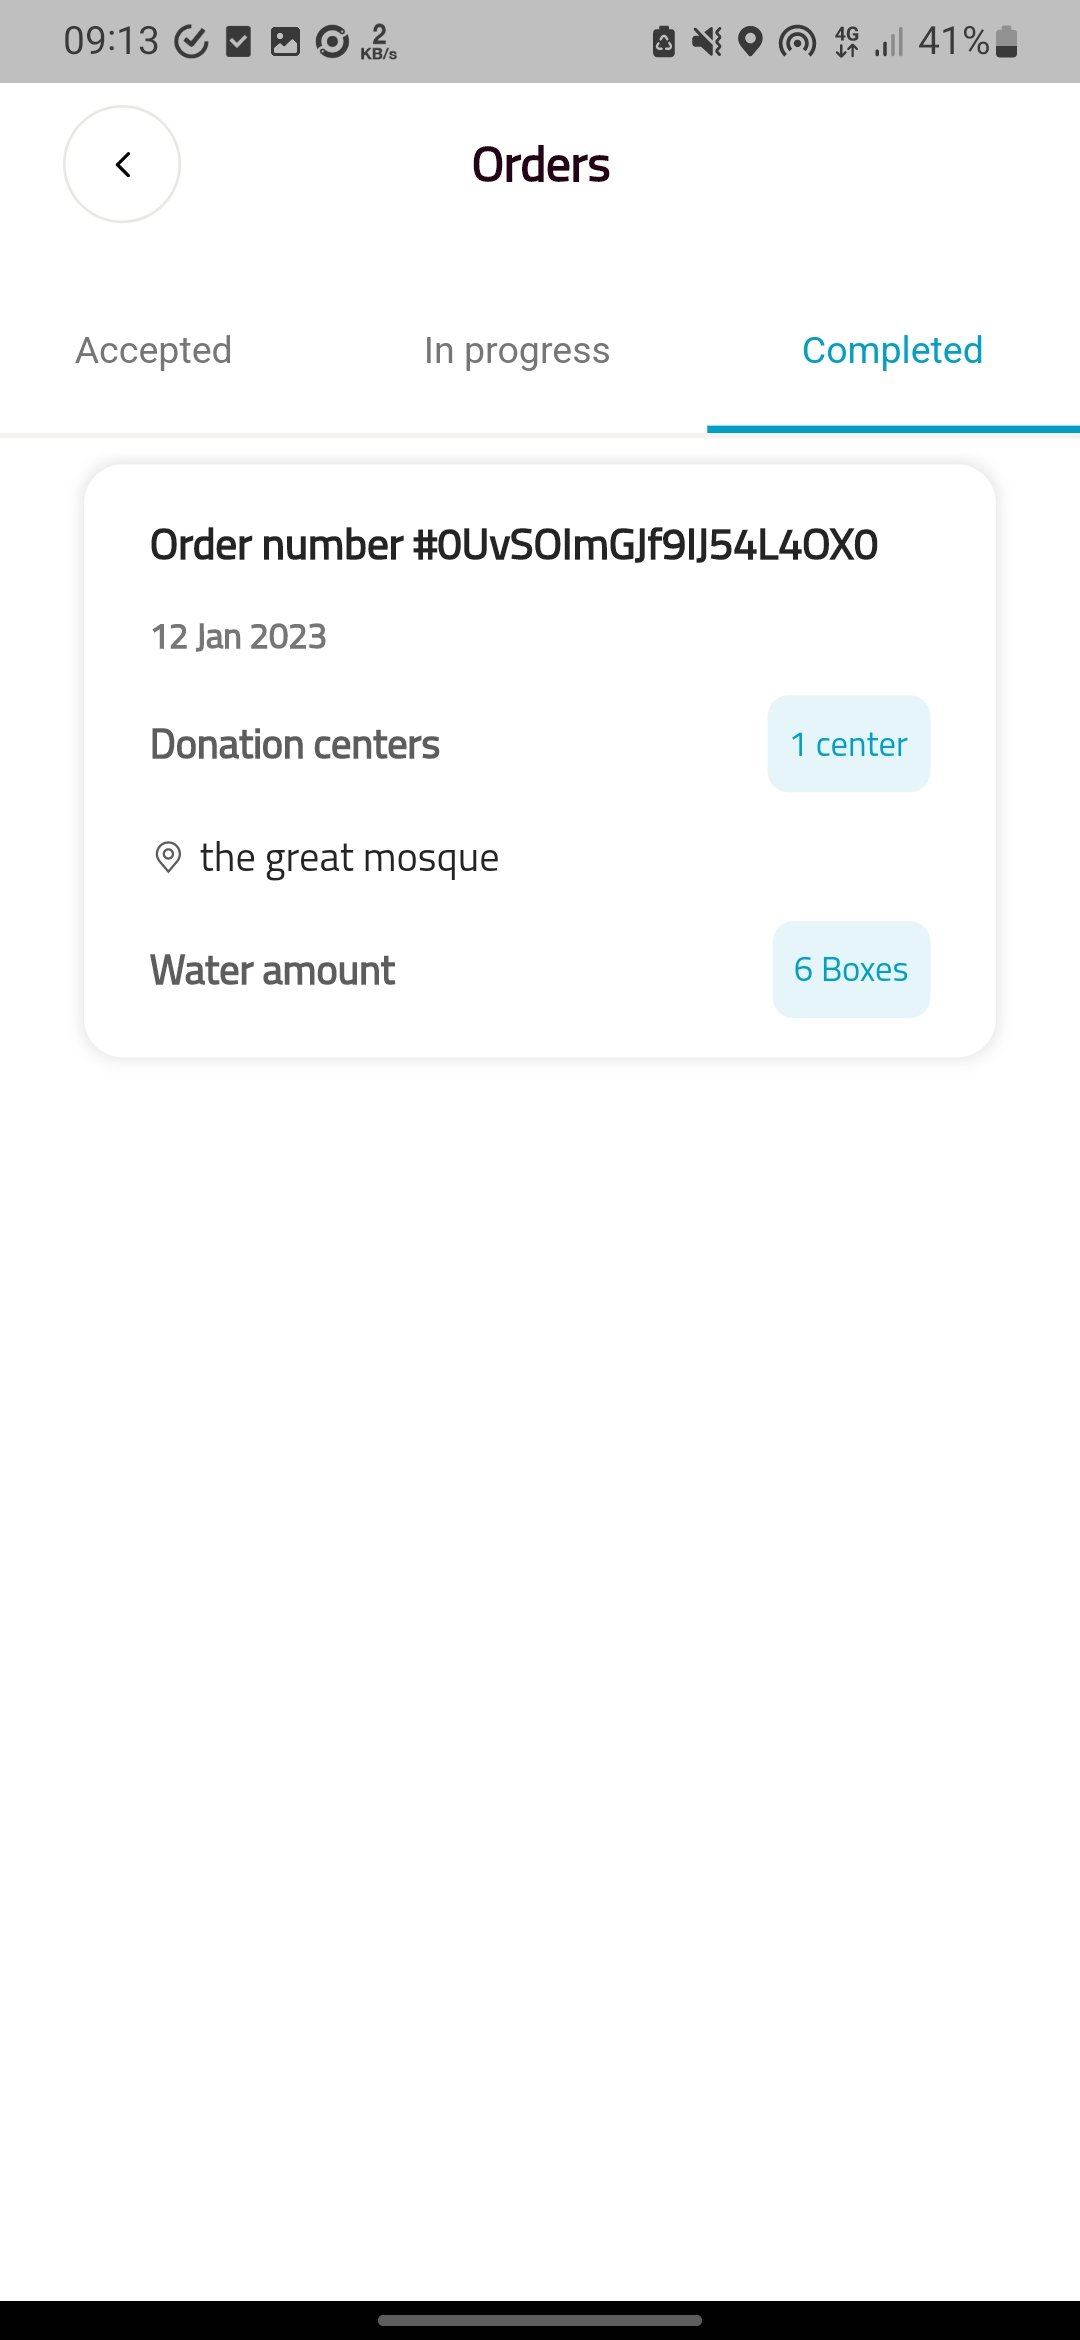 09:13 2 KB/s 4G 41%
Orders
Accepted In progress Completed
Order number #0UvSOImGJf9IJ54L4OX0
12 Jan 2023
Donation centers 1 center
the great mosque
Water amount 6 Boxes